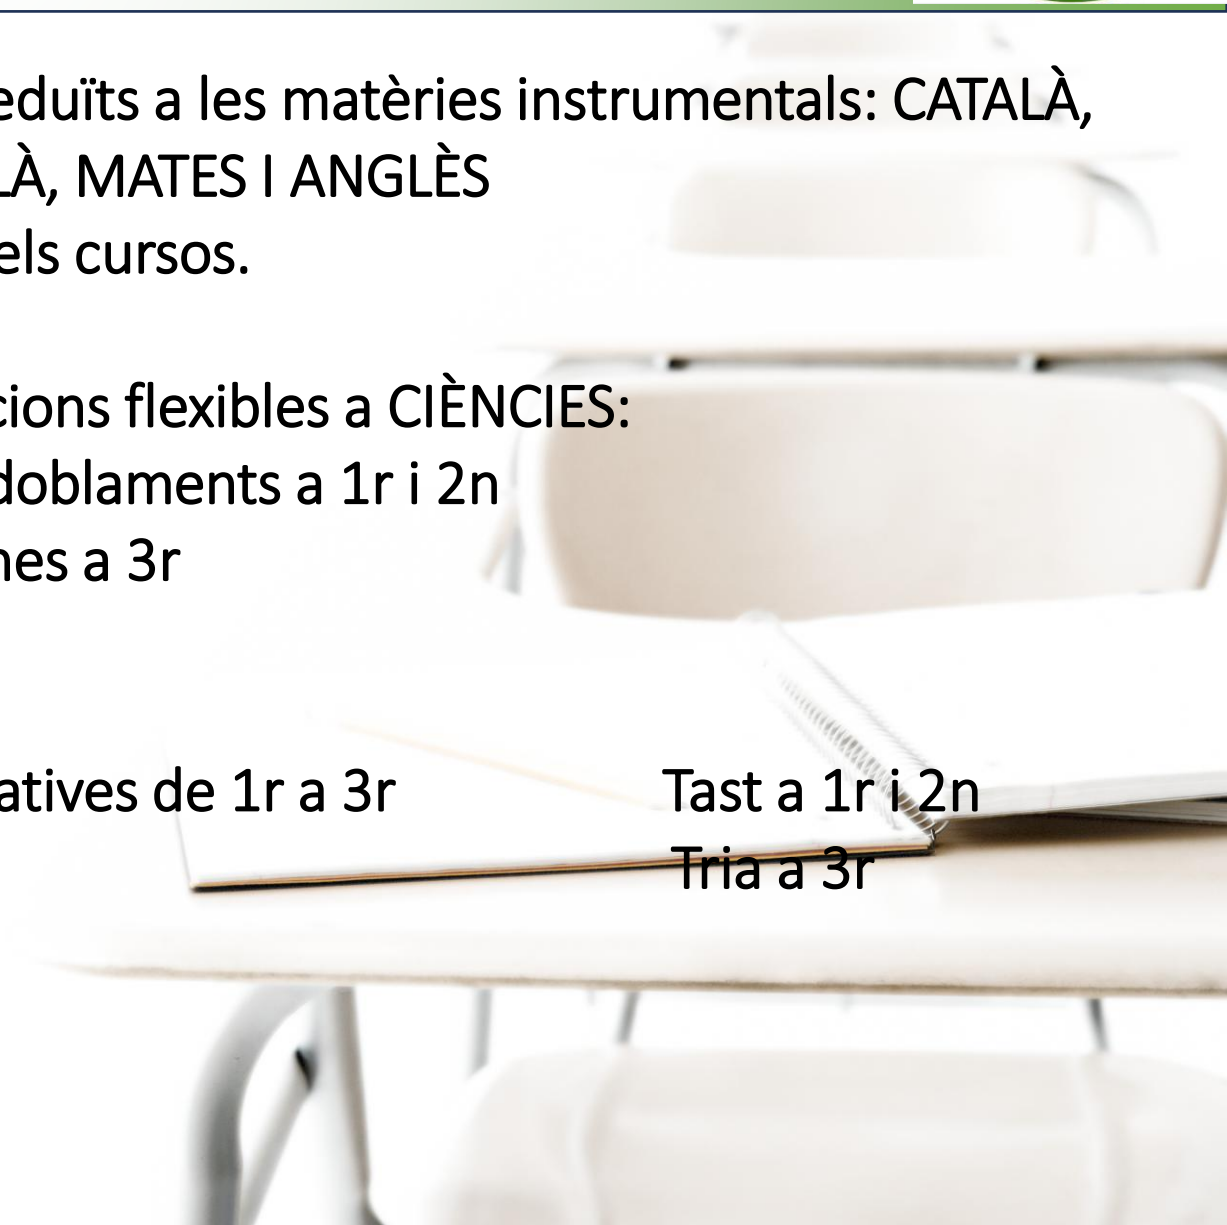 eduïts a les matèries instrumentals: CATALÀ,
LÀ, MATES I ANGLÈS
els cursos.
cions flexibles a CIÈNCIES:
doblaments a 1r i 2n
nes a 3r
atives de 1r a 3r Tast a 1r i 2n
Tria a 3r